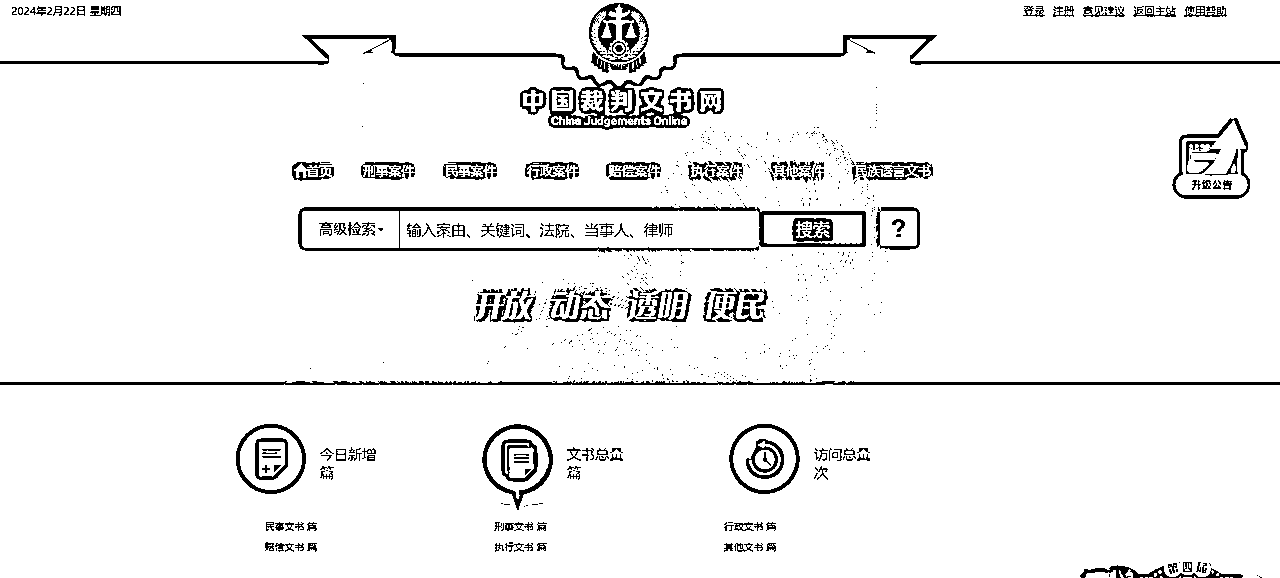 2024年2月22日 星期四
登录 注册 意见建议 返回主站 使用帮助
中国裁判文书网
China Judgements Online
首页 刑事案件 民事案件 行政案件 赔偿案件 执行案件 其他案件 民族语言文书
升级公告
高级检索 输入案由、关键词、法院、当事人、律师 搜索 ?
开放 动态 透明 便民
今日新增
篇
文书总量
篇
访问总量
次
民事文书 篇 刑事文书 篇 行政文书 篇
赔偿文书 篇 执行文书 篇 其他文书 篇
第四届